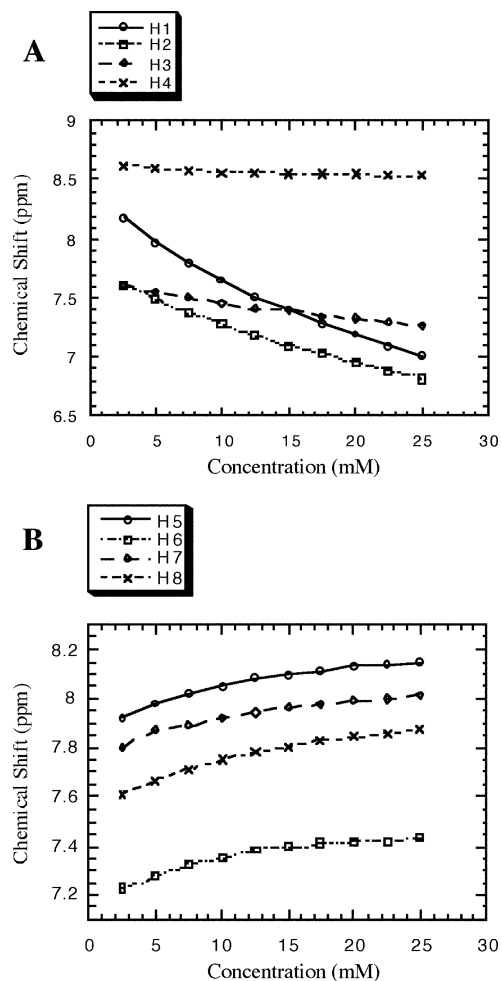 A
H1
H2
H3
H4
9
8.5
8
7.5
7
6.5
Chemical Shift (ppm)
0 5 10 15 20 25 30
Concentration (mM)
B
H5
H6
H7
H8
8.2
8
7.8
7.6
7.4
7.2
Chemical Shift (ppm)
0 5 10 15 20 25 30
Concentration (mM)